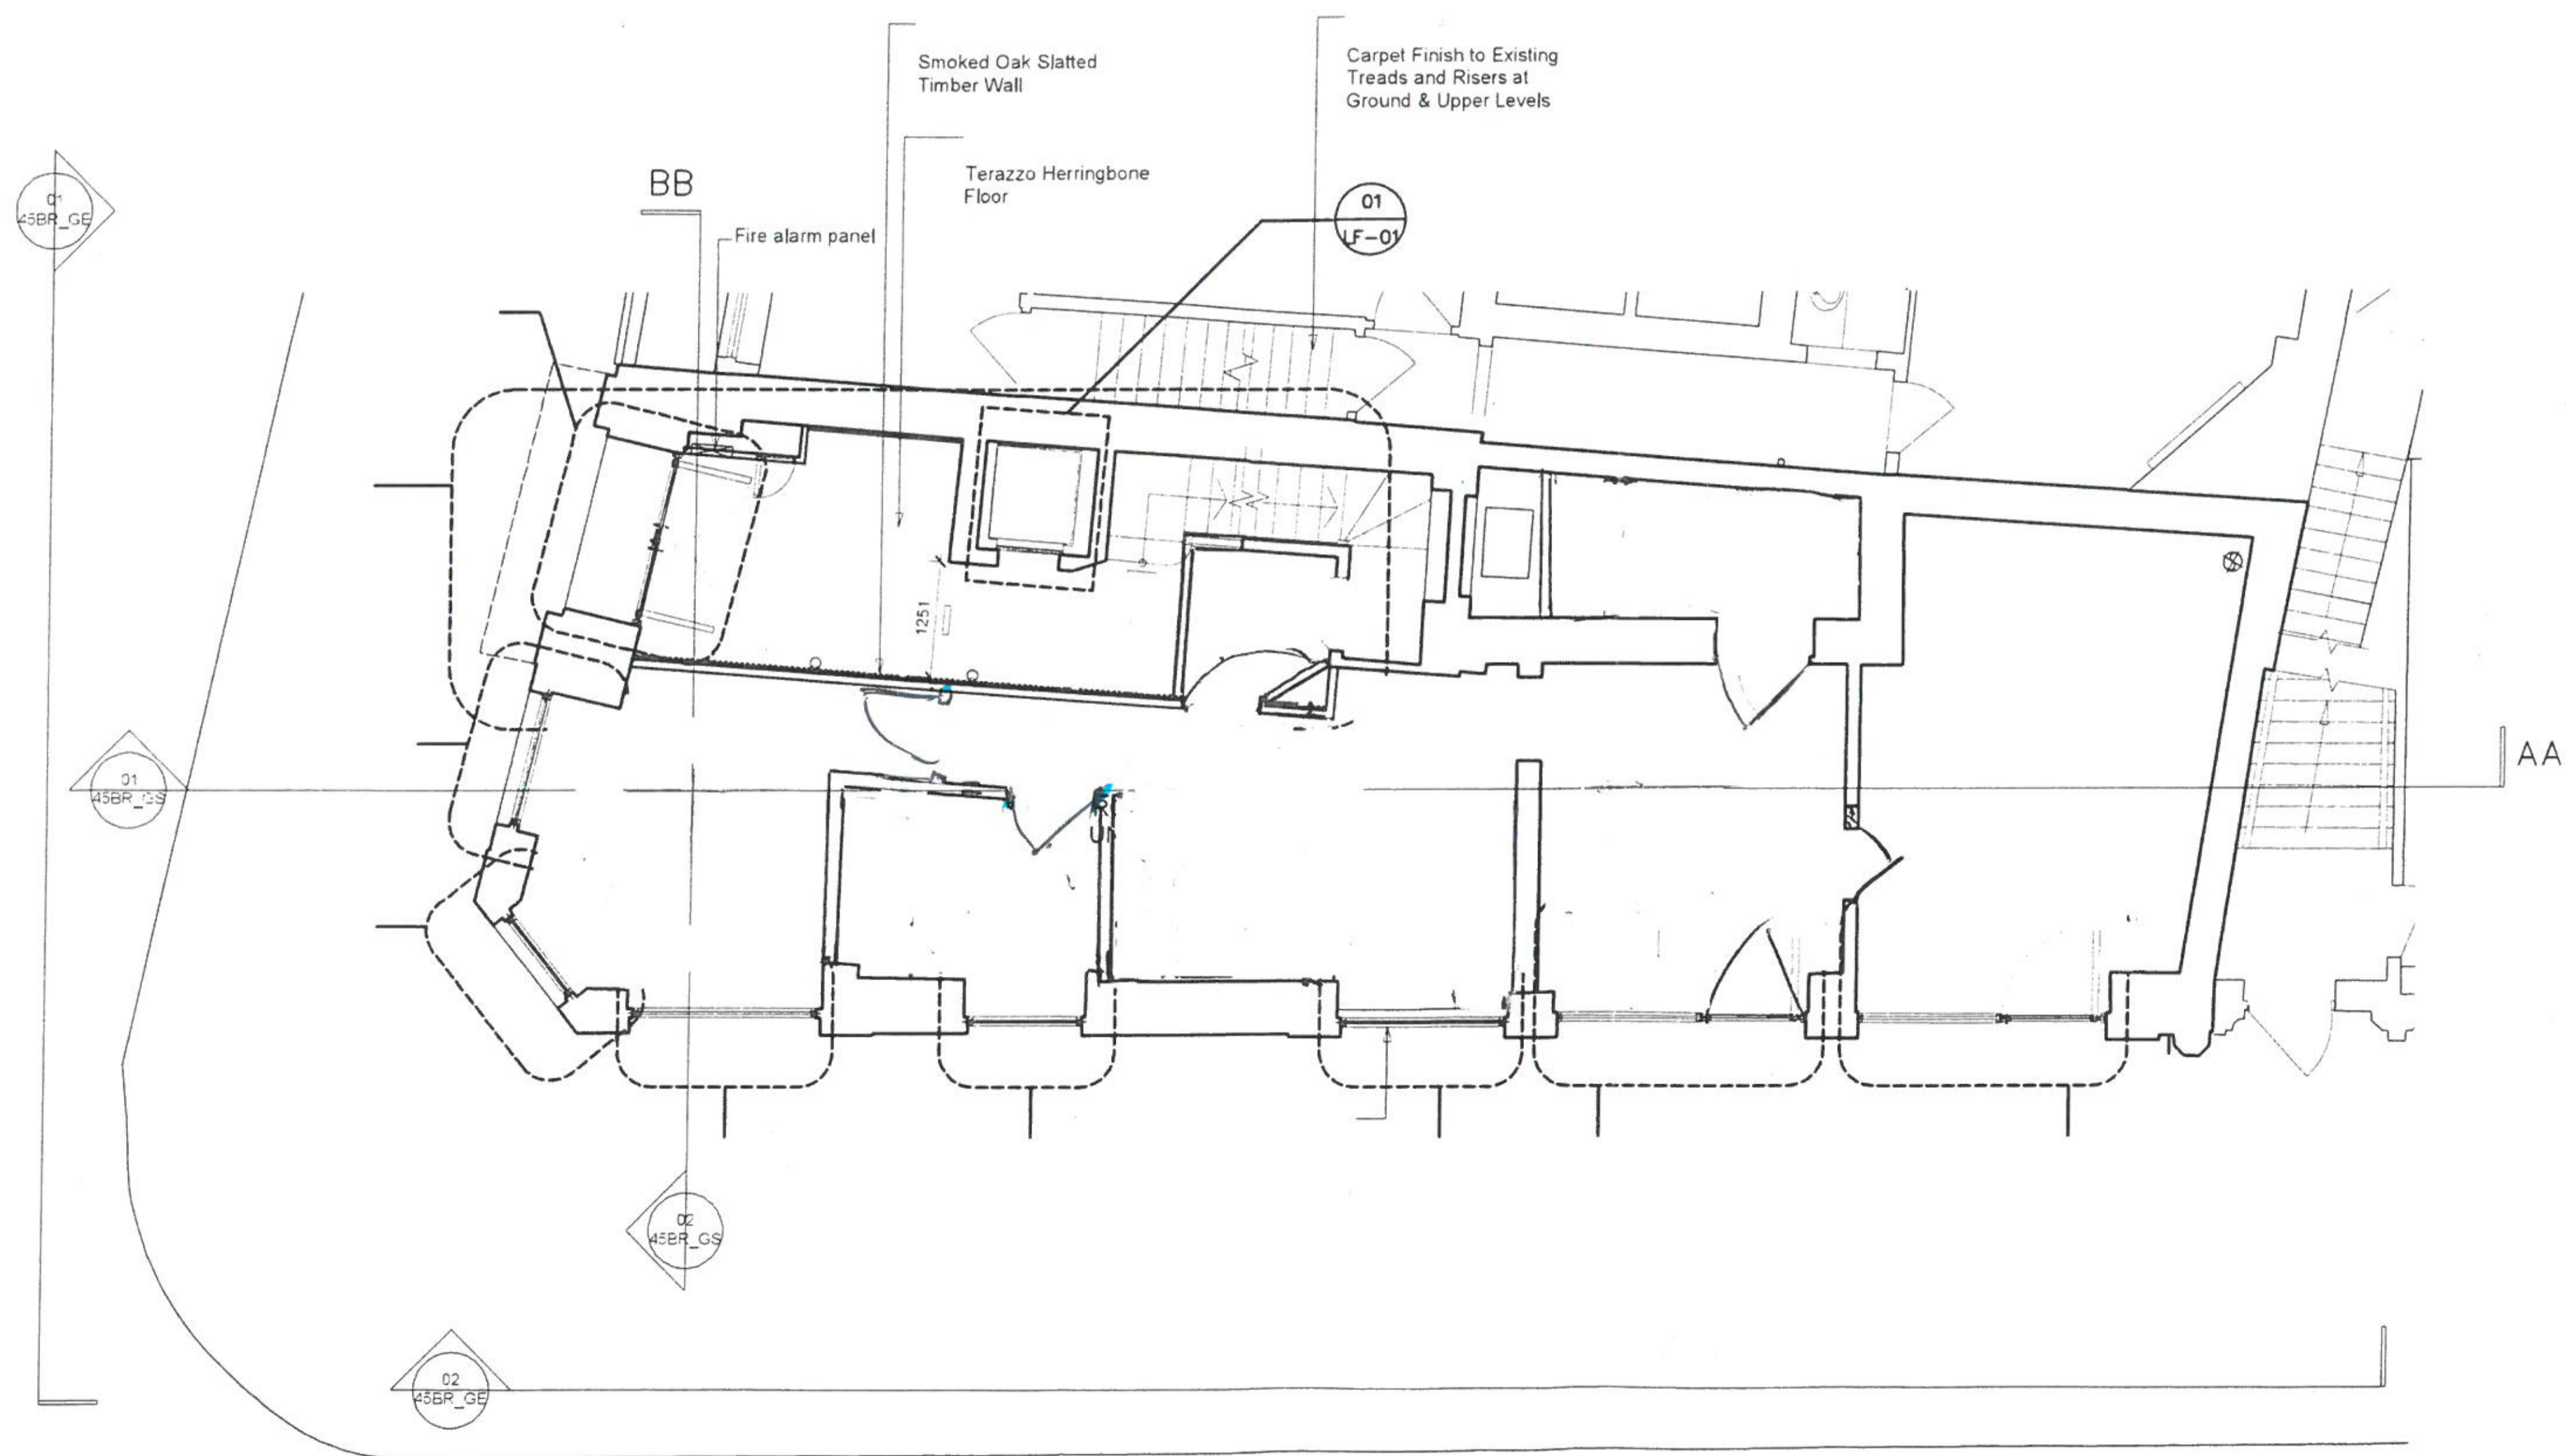 Smoked Oak Slatted
Timber Wall
Carpet Finish to Existing
Treads and Risers at
Ground & Upper Levels
Terazzo Herringbone
Floor
BB
01
LF-01
01
45BR_GE
Fire alarm panel
1251
AA
01
45BR_GS
02
45BR_GS
02
45BR_GE